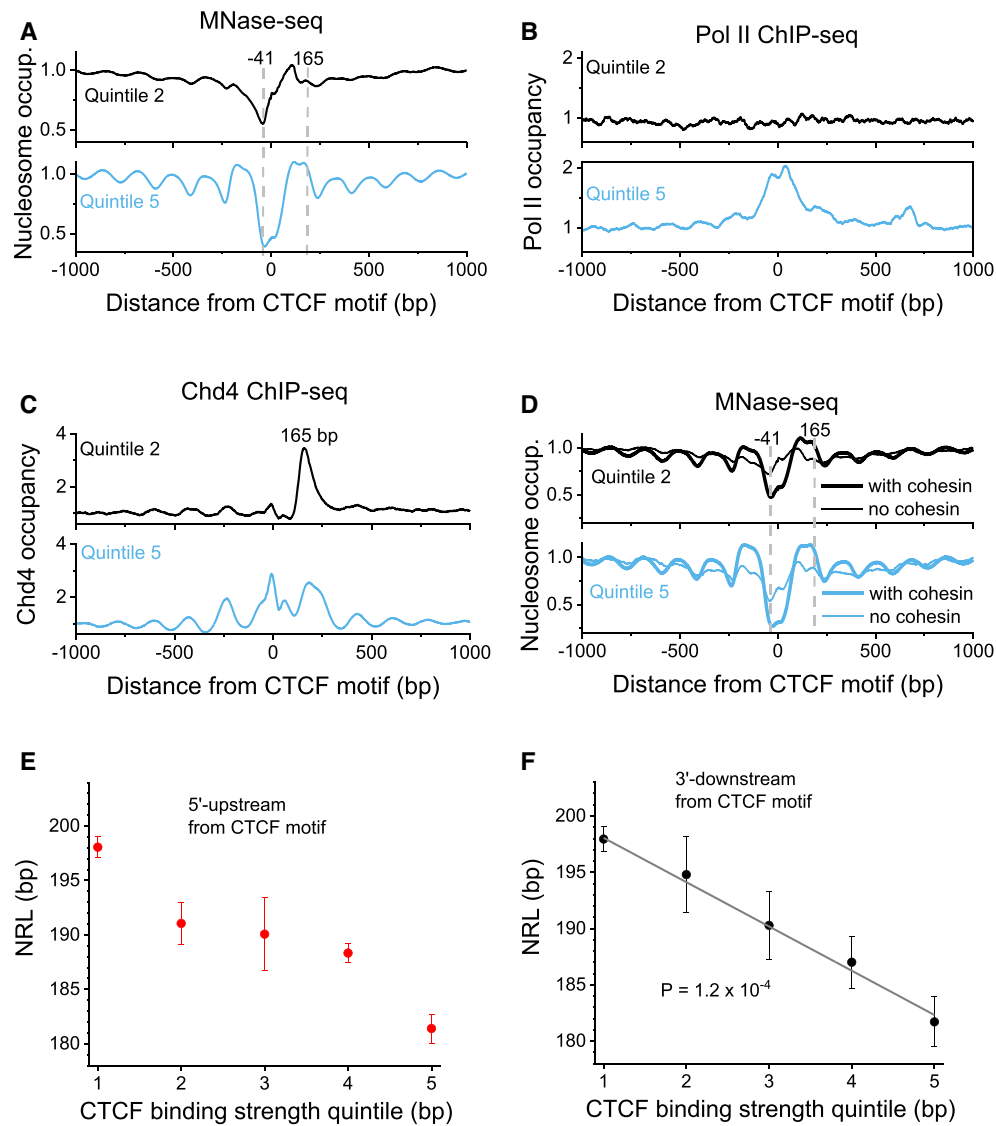 A
MNase-seq
Nucleosome occup.
1.0
0.5
1.0
0.5
-41
165
Quintile 2
Quintile 5
-1000
-500
0
500
1000
Distance from CTCF motif (bp)
B
Pol II ChIP-seq
Pol II occupancy
2
1
2
1
Quintile 2
Quintile 5
-1000
-500
0
500
1000
Distance from CTCF motif (bp)
C
Chd4 ChIP-seq
Chd4 occupancy
4
2
4
2
Quintile 2
165 bp
Quintile 5
-1000
-500
0
500
1000
Distance from CTCF motif (bp)
D
MNase-seq
Nucleosome occup.
1.0
0.5
1.0
0.5
-41
165
Quintile 2
with cohesin
no cohesin
Quintile 5
with cohesin
no cohesin
-1000
-500
0
500
1000
Distance from CTCF motif (bp)
E
5'-upstream
from CTCF motif
NRL (bp)
200
195
190
185
180
1
2
3
4
5
CTCF binding strength quintile (bp)
F
3'-downstream
from CTCF motif
NRL (bp)
200
195
190
185
180
P = 1.2 x 10-4
1
2
3
4
5
CTCF binding strength quintile (bp)